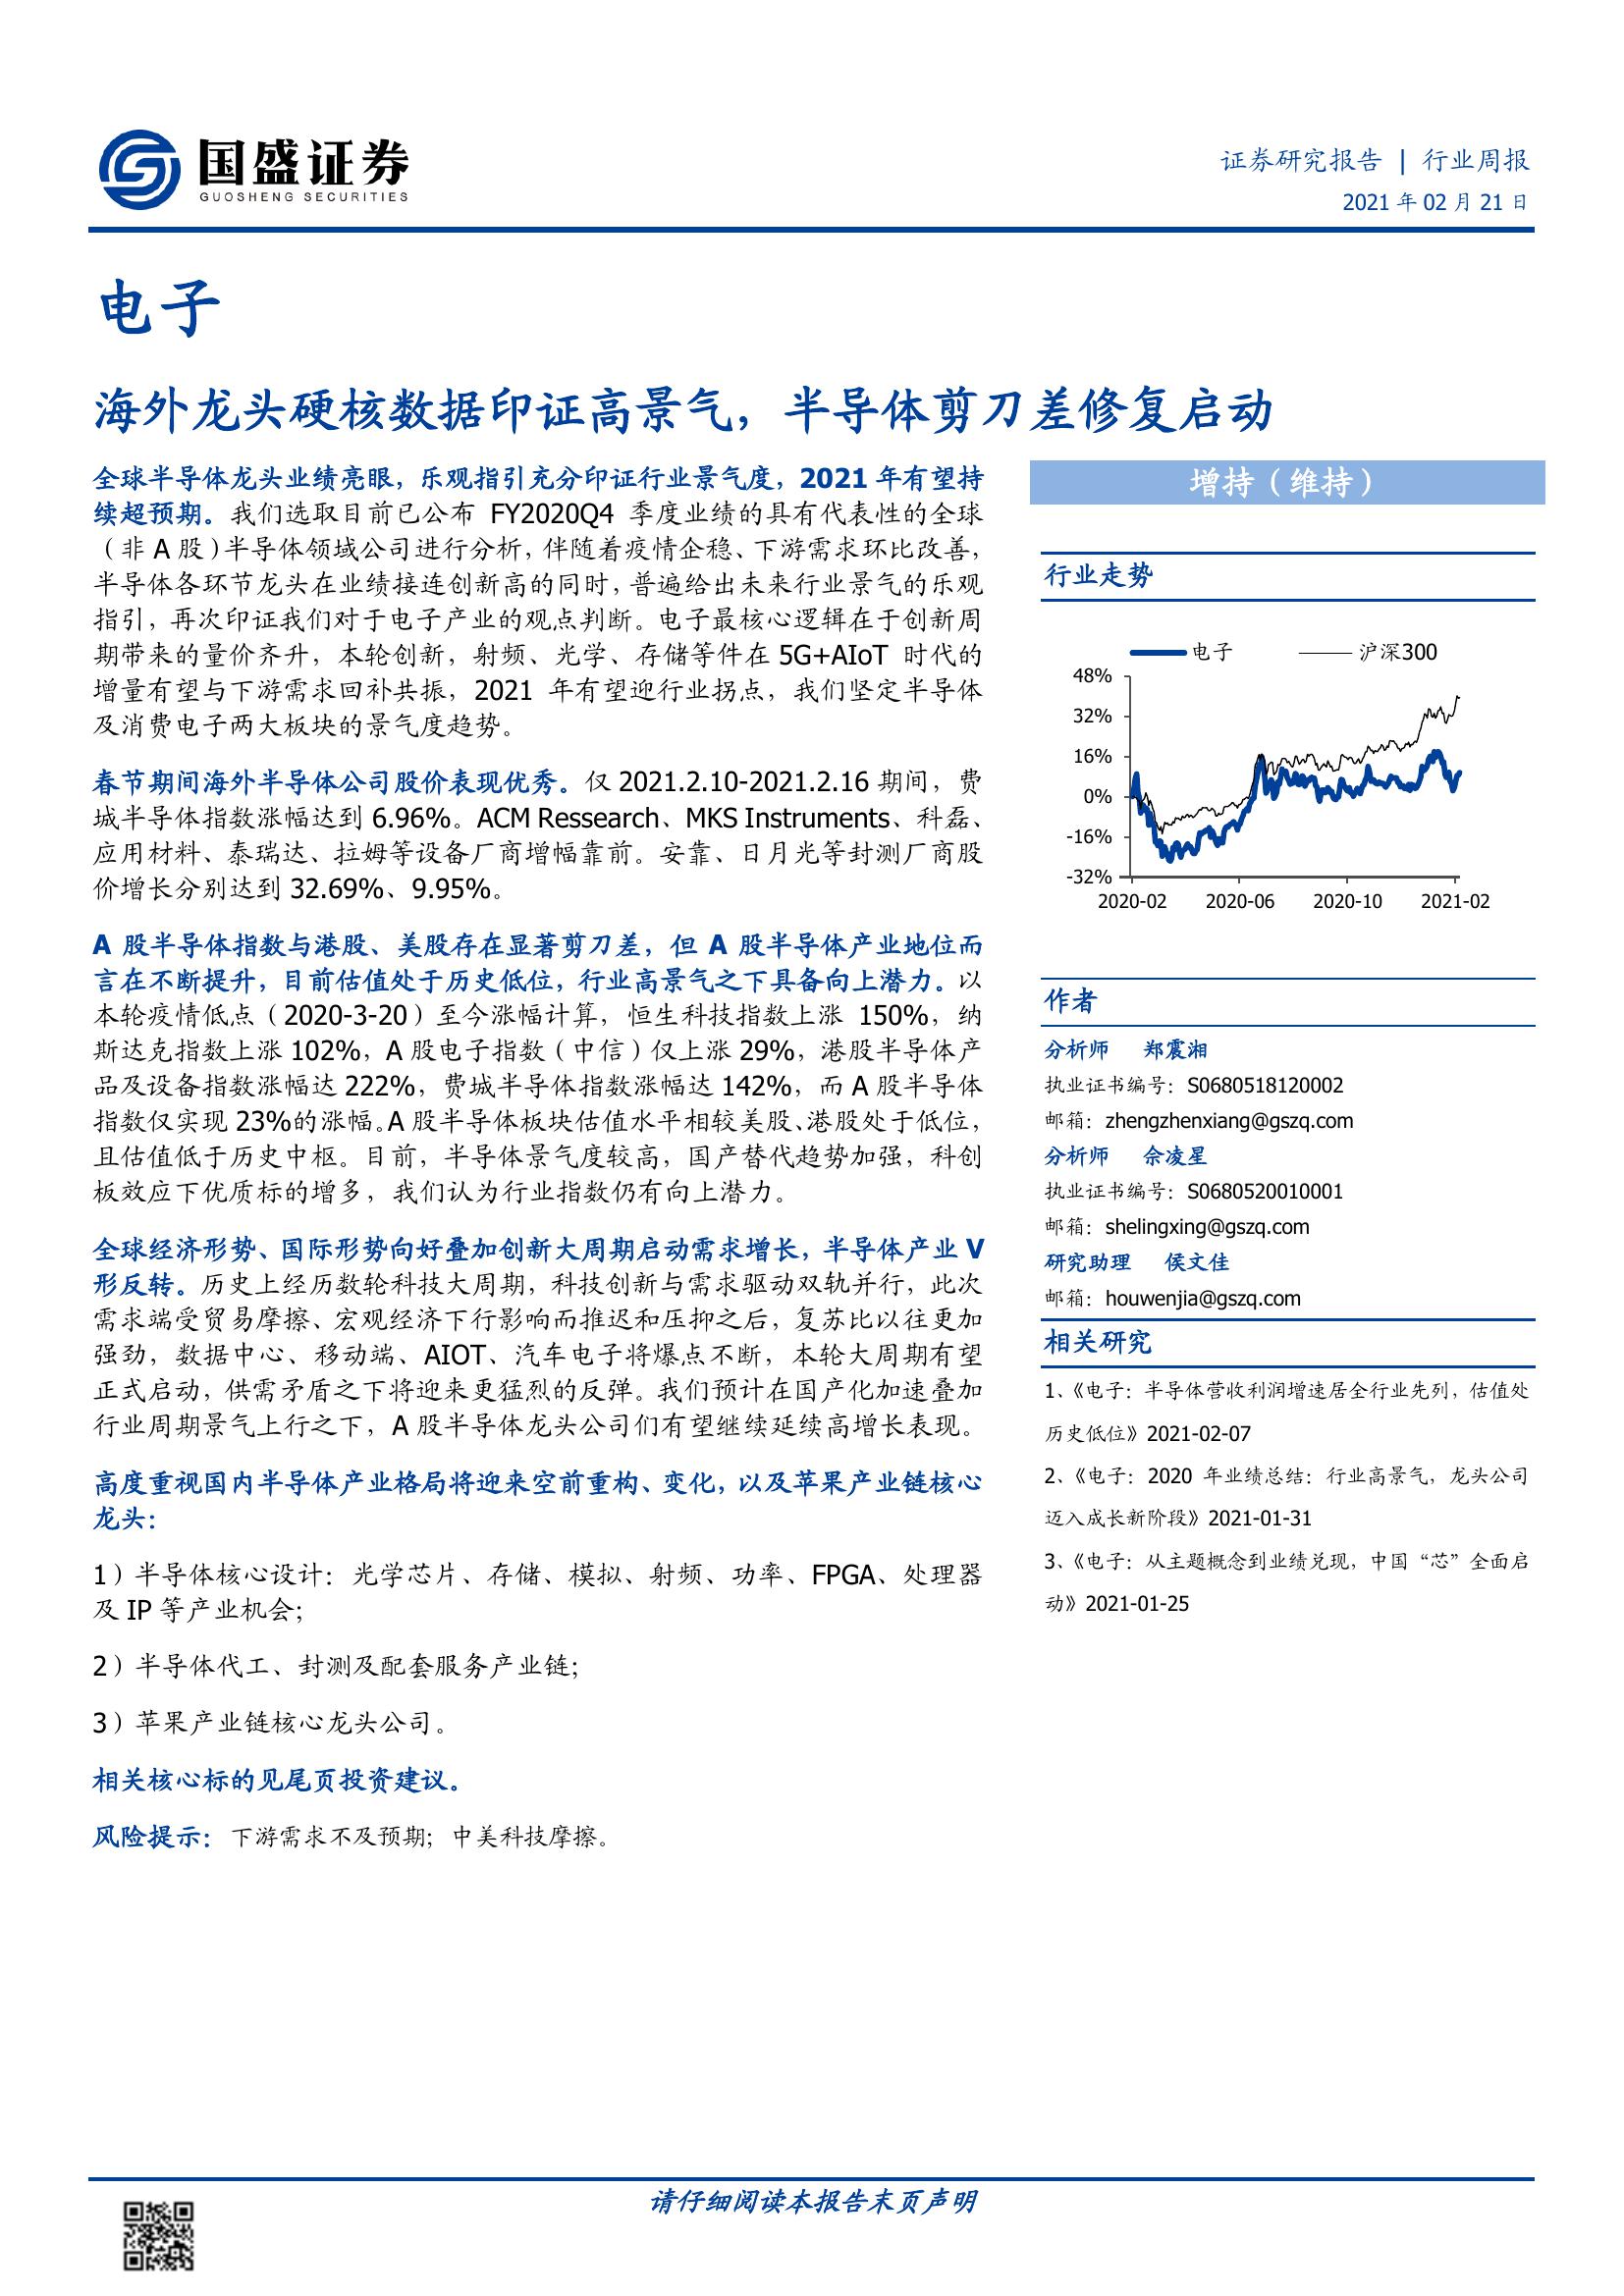 国盛证券
GUOSHENG SECURITIES
证券研究报告 | 行业周报
2021 年 02 月 21 日
电子
海外龙头硬核数据印证高景气，半导体剪刀差修复启动
全球半导体龙头业绩亮眼，乐观指引充分印证行业景气度，2021 年有望持
续超预期。我们选取目前已公布 FY2020Q4 季度业绩的具有代表性的全球
（非 A 股）半导体领域公司进行分析，伴随着疫情企稳、下游需求环比改善，
半导体各环节龙头在业绩接连创新高的同时，普遍给出未来行业景气的乐观
指引，再次印证我们对于电子产业的观点判断。电子最核心逻辑在于创新周
期带来的量价齐升，本轮创新，射频、光学、存储等件在 5G+AIoT 时代的
增量有望与下游需求回补共振，2021 年有望迎行业拐点，我们坚定半导体
及消费电子两大板块的景气度趋势。
春节期间海外半导体公司股价表现优秀。仅 2021.2.10-2021.2.16 期间，费
城半导体指数涨幅达到 6.96%。ACM Ressearch、MKS Instruments、科磊、
应用材料、泰瑞达、拉姆等设备厂商增幅靠前。安靠、日月光等封测厂商股
价增长分别达到 32.69%、9.95%。
A 股半导体指数与港股、美股存在显著剪刀差，但 A 股半导体产业地位而
言在不断提升，目前估值处于历史低位，行业高景气之下具备向上潜力。以
本轮疫情低点（2020-3-20）至今涨幅计算，恒生科技指数上涨 150%，纳
斯达克指数上涨 102%，A 股电子指数（中信）仅上涨 29%，港股半导体产
品及设备指数涨幅达 222%，费城半导体指数涨幅达 142%，而 A 股半导体
指数仅实现 23%的涨幅。A 股半导体板块估值水平相较美股、港股处于低位，
且估值低于历史中枢。目前，半导体景气度较高，国产替代趋势加强，科创
板效应下优质标的增多，我们认为行业指数仍有向上潜力。
全球经济形势、国际形势向好叠加创新大周期启动需求增长，半导体产业 V
形反转。历史上经历数轮科技大周期，科技创新与需求驱动双轨并行，此次
需求端受贸易摩擦、宏观经济下行影响而推迟和压抑之后，复苏比以往更加
强劲，数据中心、移动端、AIOT、汽车电子将爆点不断，本轮大周期有望
正式启动，供需矛盾之下将迎来更猛烈的反弹。我们预计在国产化加速叠加
行业周期景气上行之下，A 股半导体龙头公司们有望继续延续高增长表现。
高度重视国内半导体产业格局将迎来空前重构、变化，以及苹果产业链核心
龙头：
1）半导体核心设计：光学芯片、存储、模拟、射频、功率、FPGA、处理器
及 IP 等产业机会；
2）半导体代工、封测及配套服务产业链；
3）苹果产业链核心龙头公司。
相关核心标的见尾页投资建议。
风险提示：下游需求不及预期；中美科技摩擦。
增持（维持）
行业走势
电子 沪深300
48%
32%
16%
0%
-16%
-32%
2020-02 2020-06 2020-10 2021-02
作者
分析师 郑震湘
执业证书编号：S0680518120002
邮箱：zhengzhenxiang@gszq.com
分析师 佘凌星
执业证书编号：S0680520010001
邮箱：shelingxing@gszq.com
研究助理 侯文佳
邮箱：houwenjia@gszq.com
相关研究
1、《电子：半导体营收利润增速居全行业先列，估值处
历史低位》2021-02-07
2、《电子：2020 年业绩总结：行业高景气，龙头公司
迈入成长新阶段》2021-01-31
3、《电子：从主题概念到业绩兑现，中国“芯”全面启
动》2021-01-25
请仔细阅读本报告末页声明